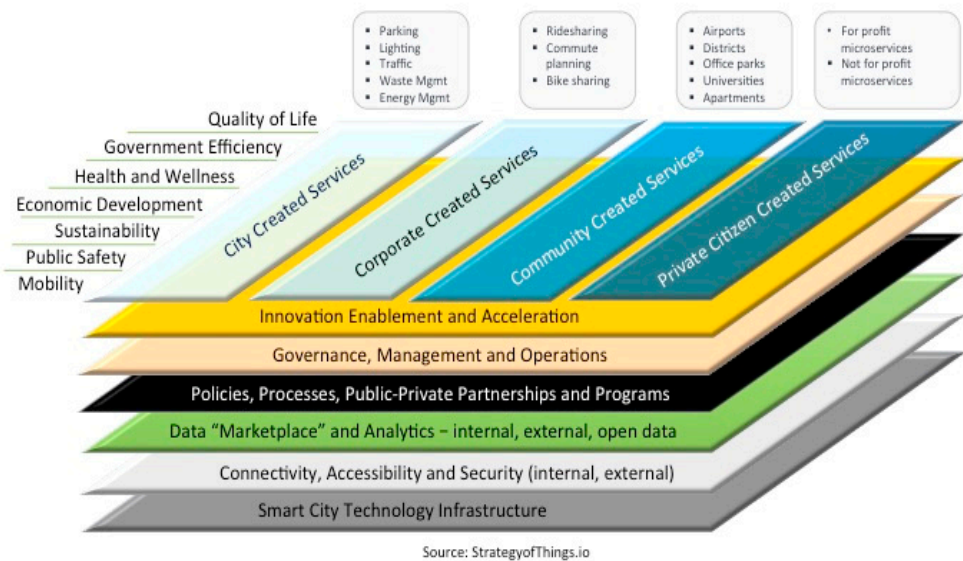 ▪ Parking
▪ Lighting
▪ Traffic
▪ Waste Mgmt
▪ Energy Mgmt
▪ Ridesharing
▪ Commute
planning
▪ Bike sharing
▪ Airports
▪ Districts
▪ Office parks
▪ Universities
▪ Apartments
• For profit
microservices
▪ Not for profit
microservices
Quality of Life
Government Efficiency
Health and Wellness
Economic Development
Sustainability
Public Safety
Mobility
City Created Services
Corporate Created Services
Community Created Services
Private Citizen Created Services
Innovation Enablement and Acceleration
Governance, Management and Operations
Policies, Processes, Public-Private Partnerships and Programs
Data “Marketplace” and Analytics – internal, external, open data
Connectivity, Accessibility and Security (internal, external)
Smart City Technology Infrastructure
Source: StrategyofThings.io